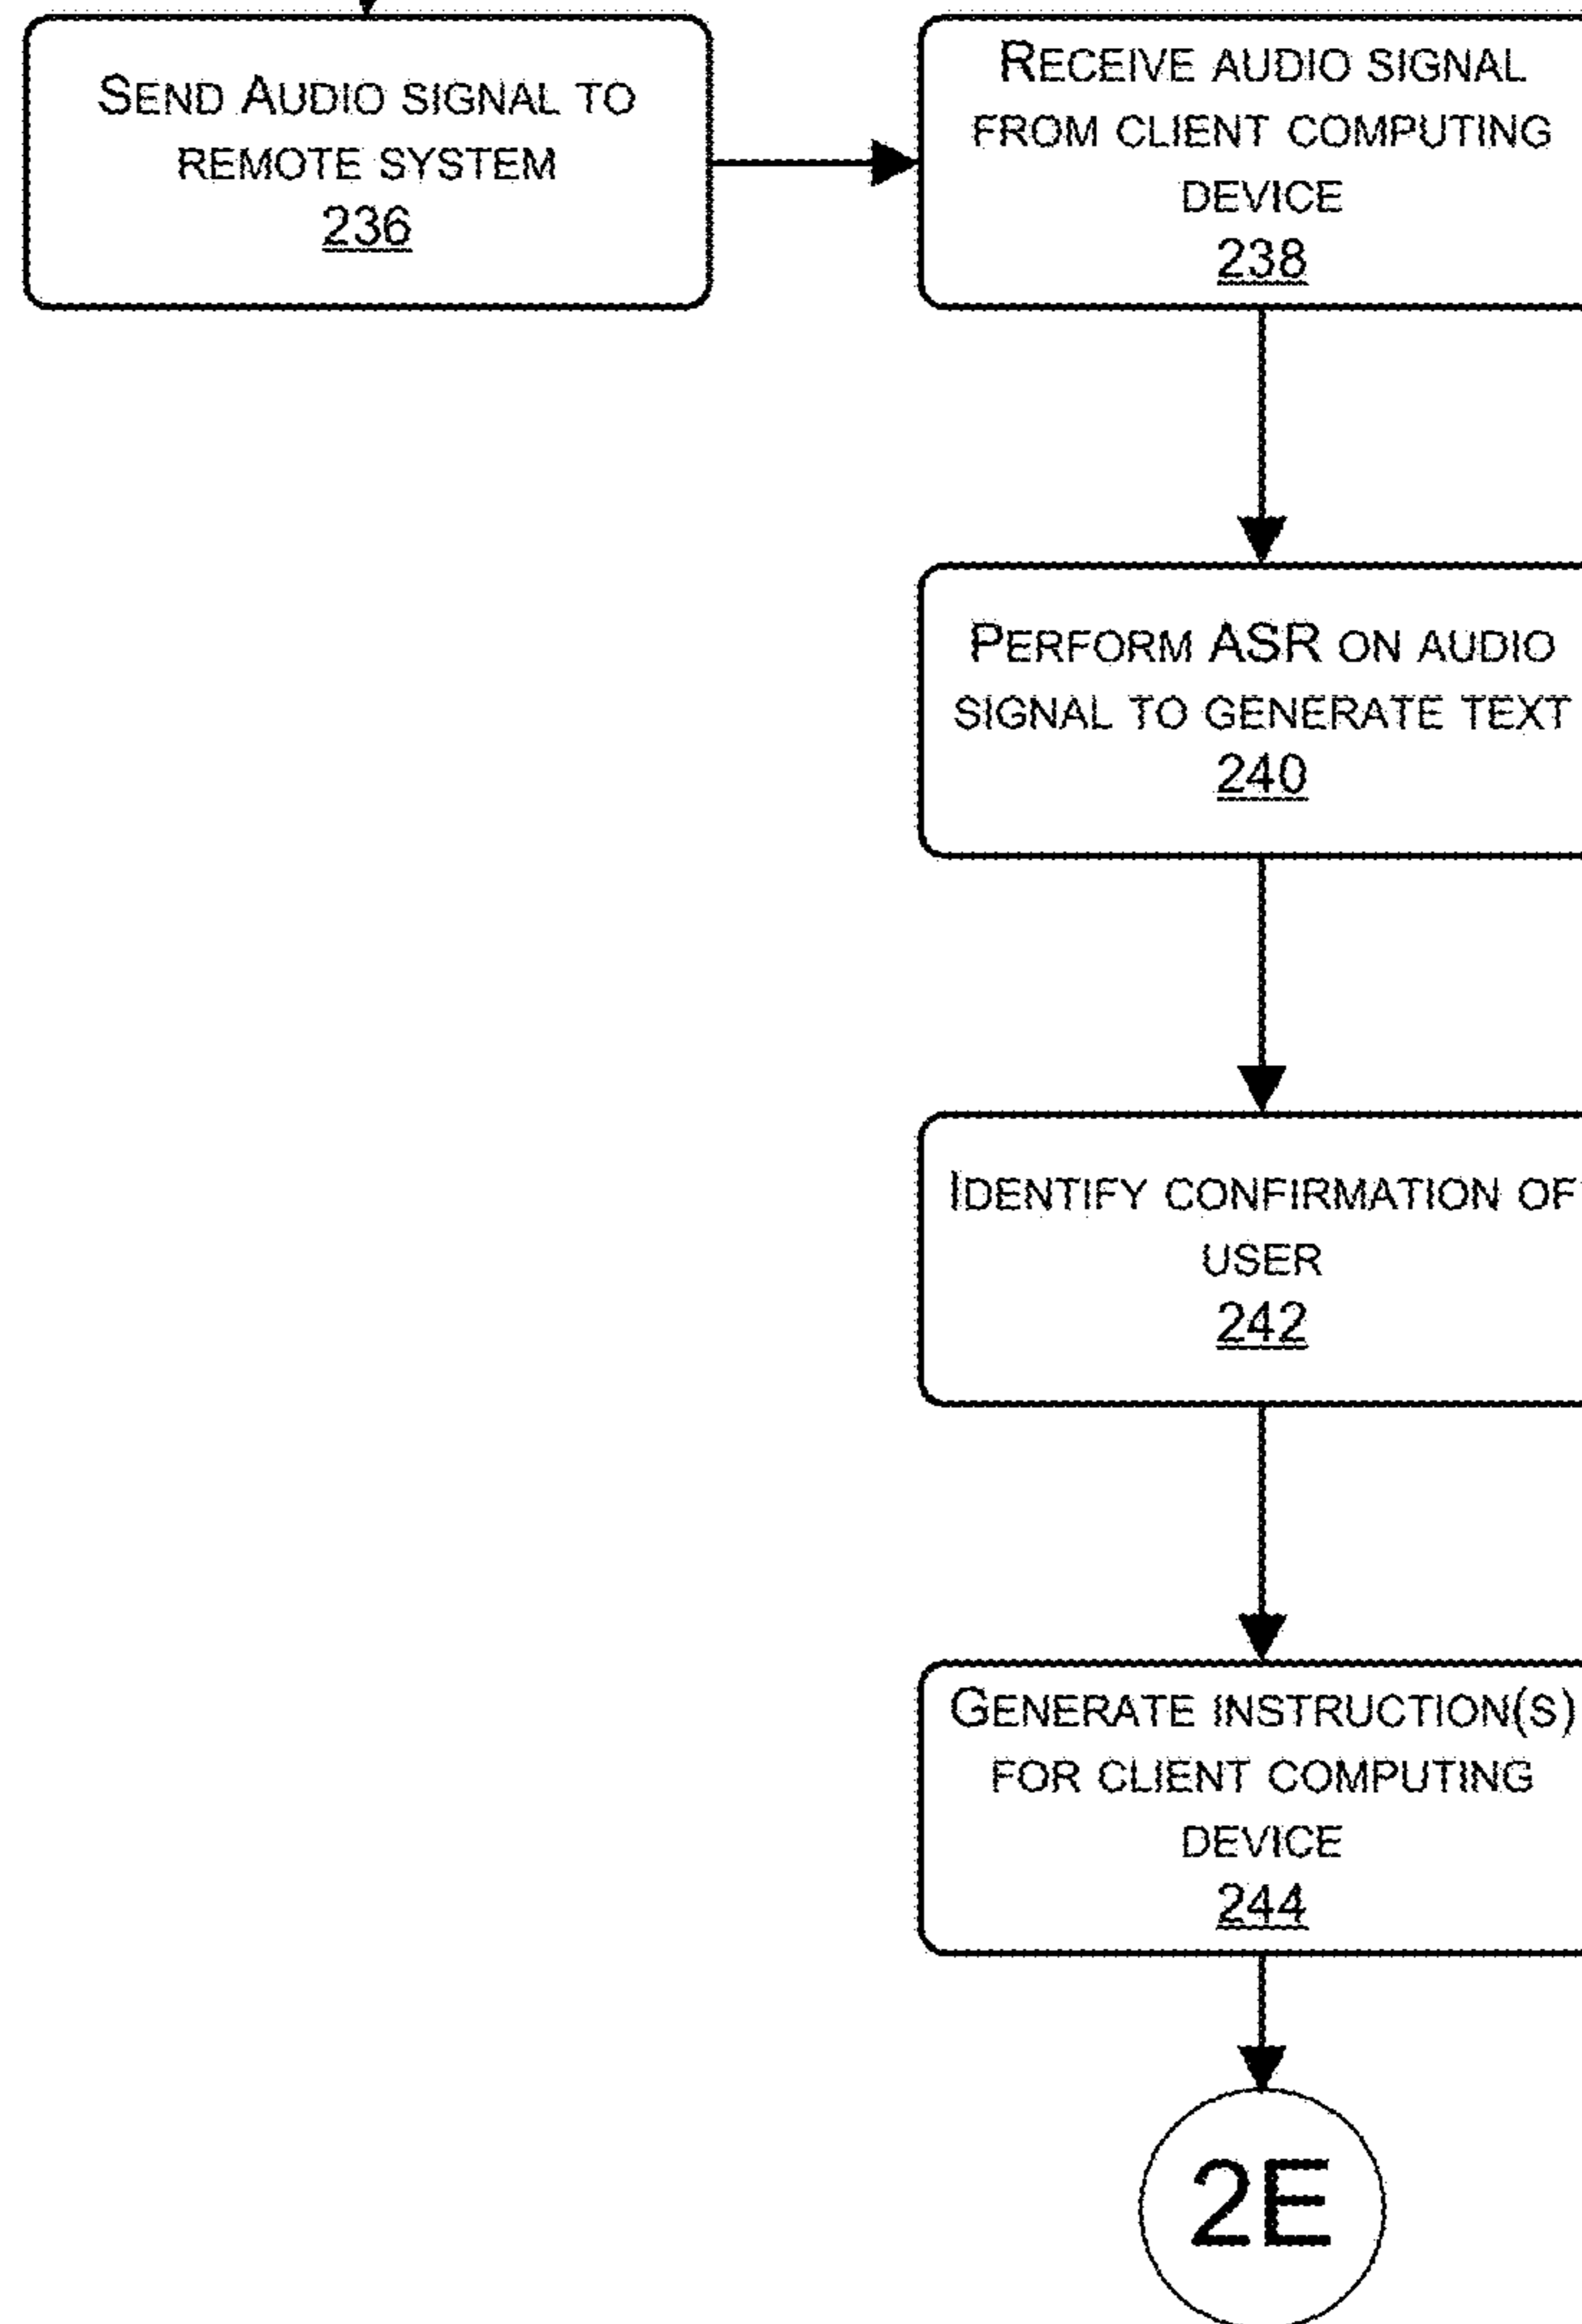 SEND AUDIO SIGNAL TO
REMOTE SYSTEM
236
RECEIVE AUDIO SIGNAL
FROM CLIENT COMPUTING
DEVICE
238
PERFORM ASR ON AUDIO
SIGNAL TO GENERATE TEXT
240
IDENTIFY CONFIRMATION OF
USER
242
GENERATE INSTRUCTION(S)
FOR CLIENT COMPUTING
DEVICE
244
2E